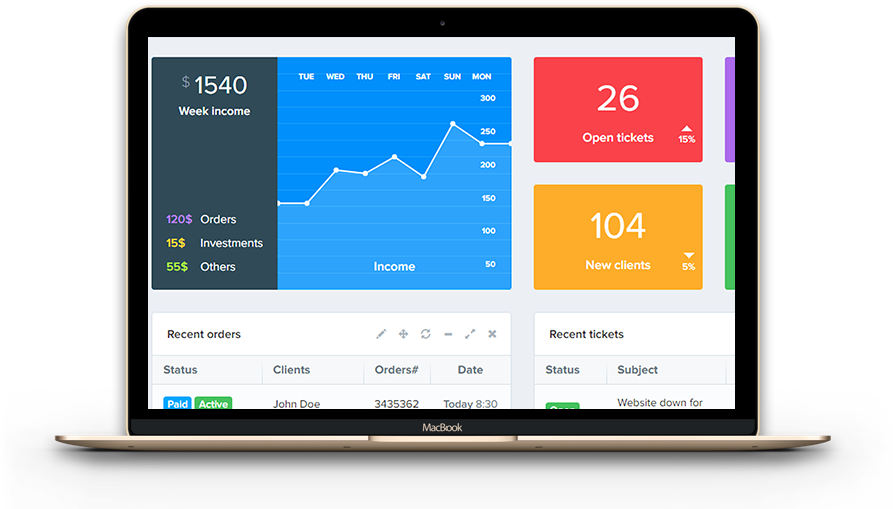 $ 1540
Week income
120$ Orders
15$ Investments
55$ Others
TUE WED THU FRI SAT SUN MON
300
250
200
150
100
50
Income
26
Open tickets
15%
104
New clients
5%
Recent orders
Status Clients Orders# Date
Paid Active John Doe 3435362 Today 8:30
Recent tickets
Status Subject
Open Website down for
MacBook